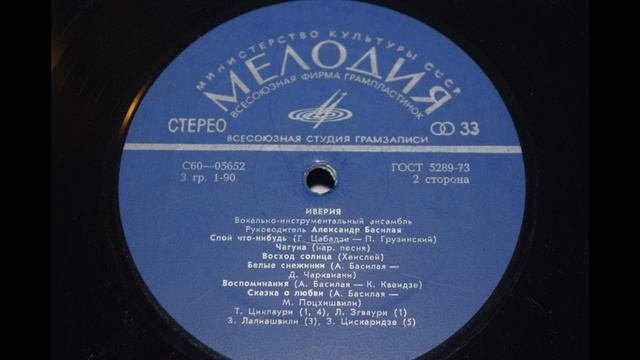 МИНИСТЕРСТВО КУЛЬТУРЫ СССР
МЕЛОДИЯ
ВСЕСОЮЗНАЯ ФИРМА ГРАМПЛАСТИНОК
СТЕРЕО
33
ВСЕСОЮЗНАЯ СТУДИЯ ГРАМЗАПИСИ
С60—05652
ГОСТ 5289-73
3 гр. 1-90
2 сторона
ИВЕРИЯ
Вокально-инструментальный ансамбль
Руководитель Александр Басилая
Спой что-нибудь (Г. Цабадзе — П. Грузинский)
Чагуна (нар. песня)
Восход солнца (Хенслей)
Белые снежинки (А. Басилая —
Д. Чарквиани)
Воспоминания (А. Басилая — К. Квеидзе)
Сказка о любви (А. Басилая —
М. Поцхишвили)
Т. Циклаури (1, 4), Л. Згваури (1)
З. Лалиашвили (3), З. Цискаридзе (5)